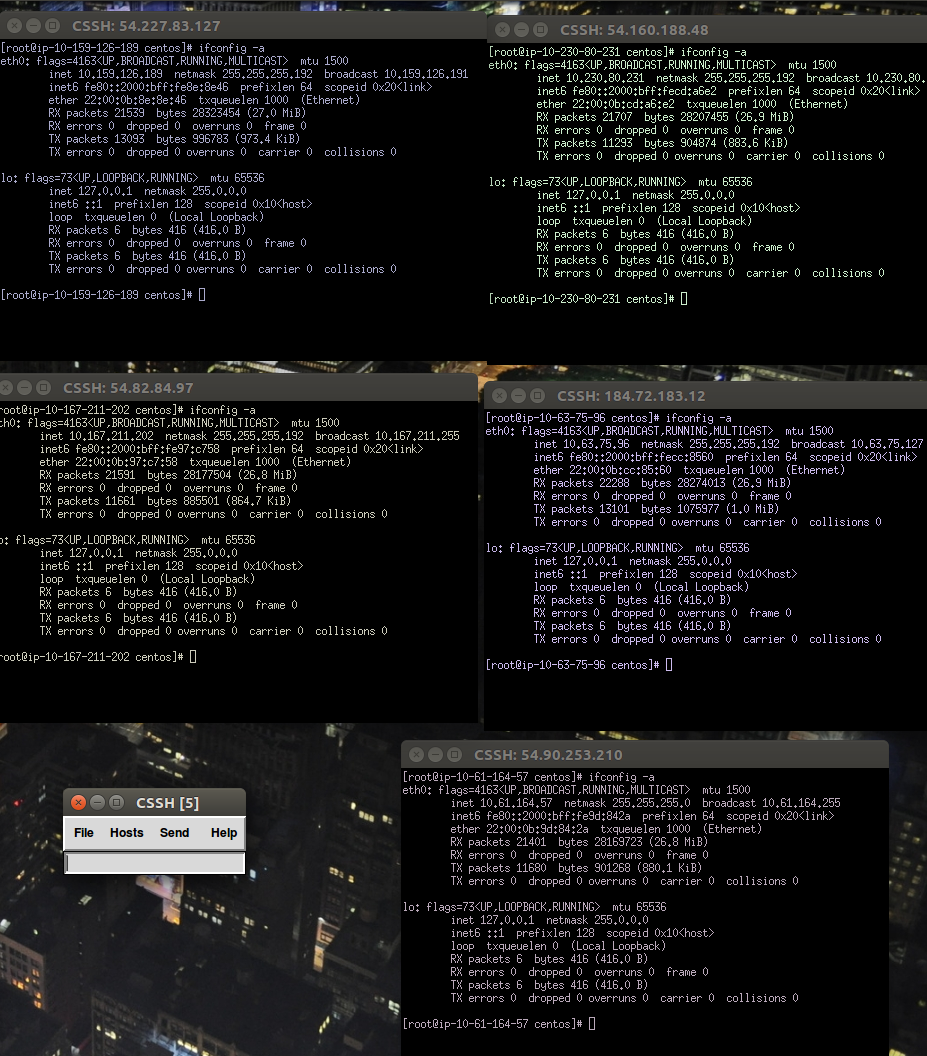 CSSH: 54.227.83.127
[root@ip-10-159-126-189 centos]# ifconfig -a
eth0: flags=4163<UP,BROADCAST,RUNNING,MULTICAST>  mtu 1500
inet 10.159.126.189  netmask 255.255.255.192  broadcast 10.159.126.191
inet6 fe80::2000:bff:fe8e:8e46  prefixlen 64  scopeid 0x20<link>
ether 22:00:0b:8e:8e:46  txqueuelen 1000  (Ethernet)
RX packets 21539  bytes 28323454 (27.0 MiB)
RX errors 0  dropped 0  overruns 0  frame 0
TX packets 13093  bytes 996783 (973.4 KiB)
TX errors 0  dropped 0 overruns 0  carrier 0  collisions 0
lo: flags=73<UP,LOOPBACK,RUNNING>  mtu 65536
inet 127.0.0.1  netmask 255.0.0.0
inet6 ::1  prefixlen 128  scopeid 0x10<host>
loop  txqueuelen 0  (Local Loopback)
RX packets 6  bytes 416 (416.0 B)
RX errors 0  dropped 0  overruns 0  frame 0
TX packets 6  bytes 416 (416.0 B)
TX errors 0  dropped 0 overruns 0  carrier 0  collisions 0
[root@ip-10-159-126-189 centos]#
CSSH: 54.160.188.48
[root@ip-10-230-80-231 centos]# ifconfig -a
eth0: flags=4163<UP,BROADCAST,RUNNING,MULTICAST>  mtu 1500
inet 10.230.80.231  netmask 255.255.255.192  broadcast 10.230.80.
inet6 fe80::2000:bff:fecd:a6e2  prefixlen 64  scopeid 0x20<link>
ether 22:00:0b:cd:a6:e2  txqueuelen 1000  (Ethernet)
RX packets 21707  bytes 28207455 (26.9 MiB)
RX errors 0  dropped 0  overruns 0  frame 0
TX packets 11293  bytes 904874 (883.6 KiB)
TX errors 0  dropped 0 overruns 0  carrier 0  collisions 0
lo: flags=73<UP,LOOPBACK,RUNNING>  mtu 65536
inet 127.0.0.1  netmask 255.0.0.0
inet6 ::1  prefixlen 128  scopeid 0x10<host>
loop  txqueuelen 0  (Local Loopback)
RX packets 6  bytes 416 (416.0 B)
RX errors 0  dropped 0  overruns 0  frame 0
TX packets 6  bytes 416 (416.0 B)
TX errors 0  dropped 0 overruns 0  carrier 0  collisions 0
[root@ip-10-230-80-231 centos]#
CSSH: 54.82.84.97
root@ip-10-167-211-202 centos]# ifconfig -a
th0: flags=4163<UP,BROADCAST,RUNNING,MULTICAST>  mtu 1500
inet 10.167.211.202  netmask 255.255.255.192  broadcast 10.167.211.255
inet6 fe80::2000:bff:fe97:c758  prefixlen 64  scopeid 0x20<link>
ether 22:00:0b:97:c7:58  txqueuelen 1000  (Ethernet)
RX packets 21591  bytes 28177504 (26.8 MiB)
RX errors 0  dropped 0  overruns 0  frame 0
TX packets 11661  bytes 885501 (864.7 KiB)
TX errors 0  dropped 0 overruns 0  carrier 0  collisions 0
o: flags=73<UP,LOOPBACK,RUNNING>  mtu 65536
inet 127.0.0.1  netmask 255.0.0.0
inet6 ::1  prefixlen 128  scopeid 0x10<host>
loop  txqueuelen 0  (Local Loopback)
RX packets 6  bytes 416 (416.0 B)
RX errors 0  dropped 0  overruns 0  frame 0
TX packets 6  bytes 416 (416.0 B)
TX errors 0  dropped 0 overruns 0  carrier 0  collisions 0
root@ip-10-167-211-202 centos]#
CSSH: 184.72.183.12
[root@ip-10-63-75-96 centos]# ifconfig -a
eth0: flags=4163<UP,BROADCAST,RUNNING,MULTICAST>  mtu 1500
inet 10.63.75.96  netmask 255.255.255.192  broadcast 10.63.75.127
inet6 fe80::2000:bff:fecc:8560  prefixlen 64  scopeid 0x20<link>
ether 22:00:0b:cc:85:60  txqueuelen 1000  (Ethernet)
RX packets 22288  bytes 28274013 (26.9 MiB)
RX errors 0  dropped 0  overruns 0  frame 0
TX packets 13101  bytes 1075977 (1.0 MiB)
TX errors 0  dropped 0 overruns 0  carrier 0  collisions 0
lo: flags=73<UP,LOOPBACK,RUNNING>  mtu 65536
inet 127.0.0.1  netmask 255.0.0.0
inet6 ::1  prefixlen 128  scopeid 0x10<host>
loop  txqueuelen 0  (Local Loopback)
RX packets 6  bytes 416 (416.0 B)
RX errors 0  dropped 0  overruns 0  frame 0
TX packets 6  bytes 416 (416.0 B)
TX errors 0  dropped 0 overruns 0  carrier 0  collisions 0
[root@ip-10-63-75-96 centos]#
CSSH [5]
File  Hosts  Send  Help
CSSH: 54.90.253.210
[root@ip-10-61-164-57 centos]# ifconfig -a
eth0: flags=4163<UP,BROADCAST,RUNNING,MULTICAST>  mtu 1500
inet 10.61.164.57  netmask 255.255.255.0  broadcast 10.61.164.255
inet6 fe80::2000:bff:fe9d:842a  prefixlen 64  scopeid 0x20<link>
ether 22:00:0b:9d:84:2a  txqueuelen 1000  (Ethernet)
RX packets 21401  bytes 28169723 (26.8 MiB)
RX errors 0  dropped 0  overruns 0  frame 0
TX packets 11680  bytes 901268 (880.1 KiB)
TX errors 0  dropped 0 overruns 0  carrier 0  collisions 0
lo: flags=73<UP,LOOPBACK,RUNNING>  mtu 65536
inet 127.0.0.1  netmask 255.0.0.0
inet6 ::1  prefixlen 128  scopeid 0x10<host>
loop  txqueuelen 0  (Local Loopback)
RX packets 6  bytes 416 (416.0 B)
RX errors 0  dropped 0  overruns 0  frame 0
TX packets 6  bytes 416 (416.0 B)
TX errors 0  dropped 0 overruns 0  carrier 0  collisions 0
[root@ip-10-61-164-57 centos]#